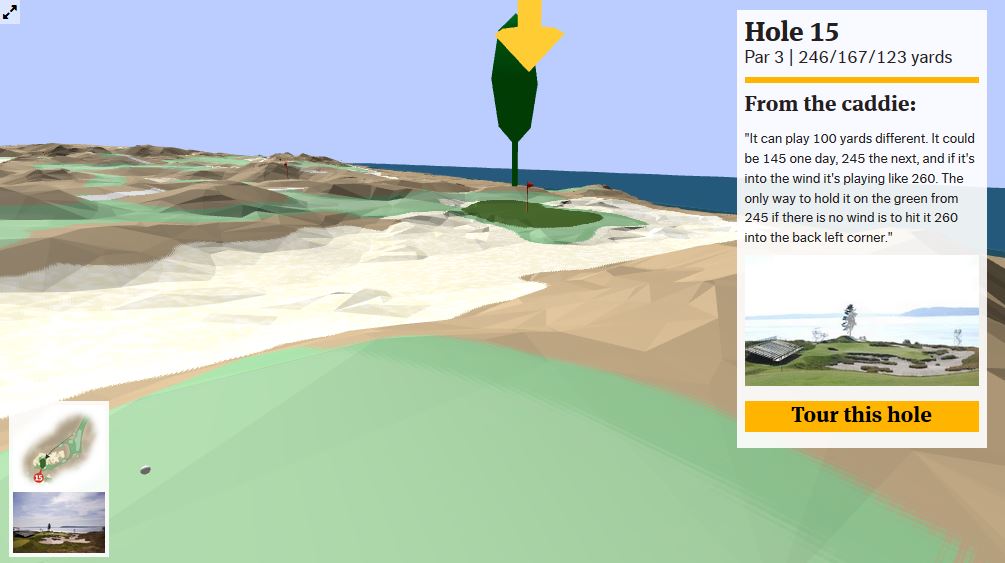 Hole 15
Par 3 | 246/167/123 yards
From the caddie:
"It can play 100 yards different. It could
be 145 one day, 245 the next, and if it's
into the wind it's playing like 260. The
only way to hold it on the green from
245 if there is no wind is to hit it 260
into the back left corner."
Tour this hole
15